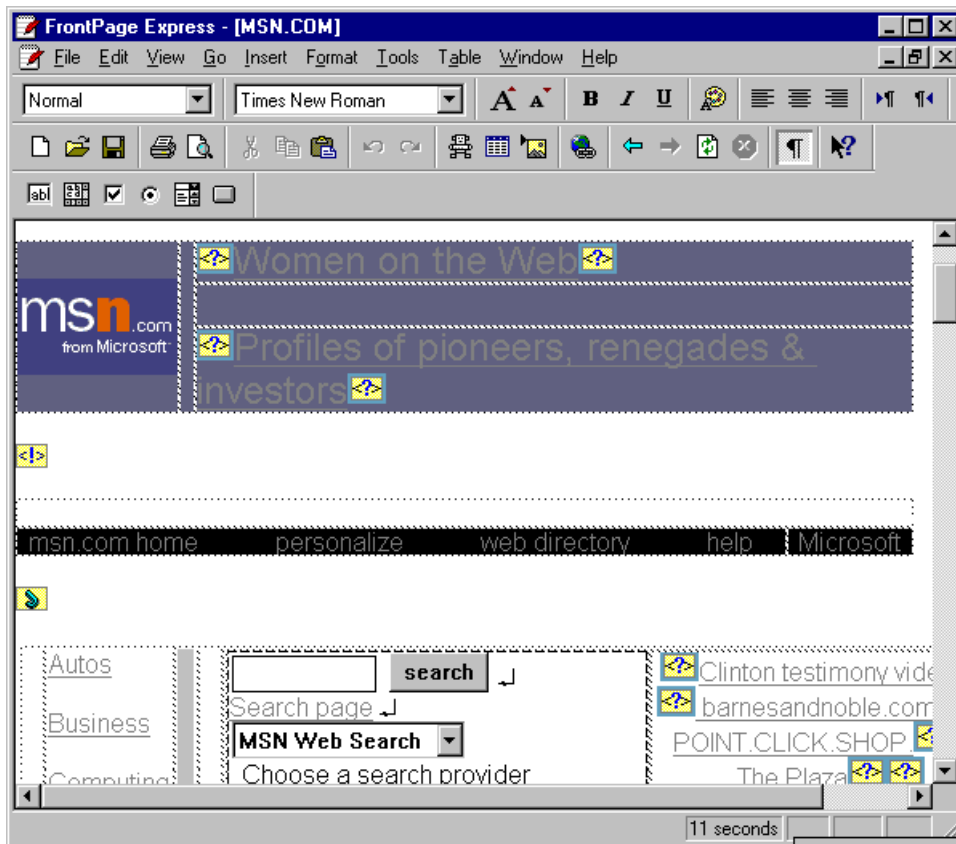 FrontPage Express - [MSN.COM]
File Edit View Go Insert Format Tools Table Window Help
Normal Times New Roman A A B I U
abl
<?>Women on the Web<?>
msn.com
from Microsoft
<?>Profiles of pioneers, renegades &
investors<?>
<!>
msn.com home personalize web directory help Microsoft
Autos
search
<?>Clinton testimony vide
Search page
<?> barnesandnoble.com
Business
MSN Web Search
POINT.CLICK.SHOP.
Choose a search provider
The Plaza<?> <?>
Computing
11 seconds